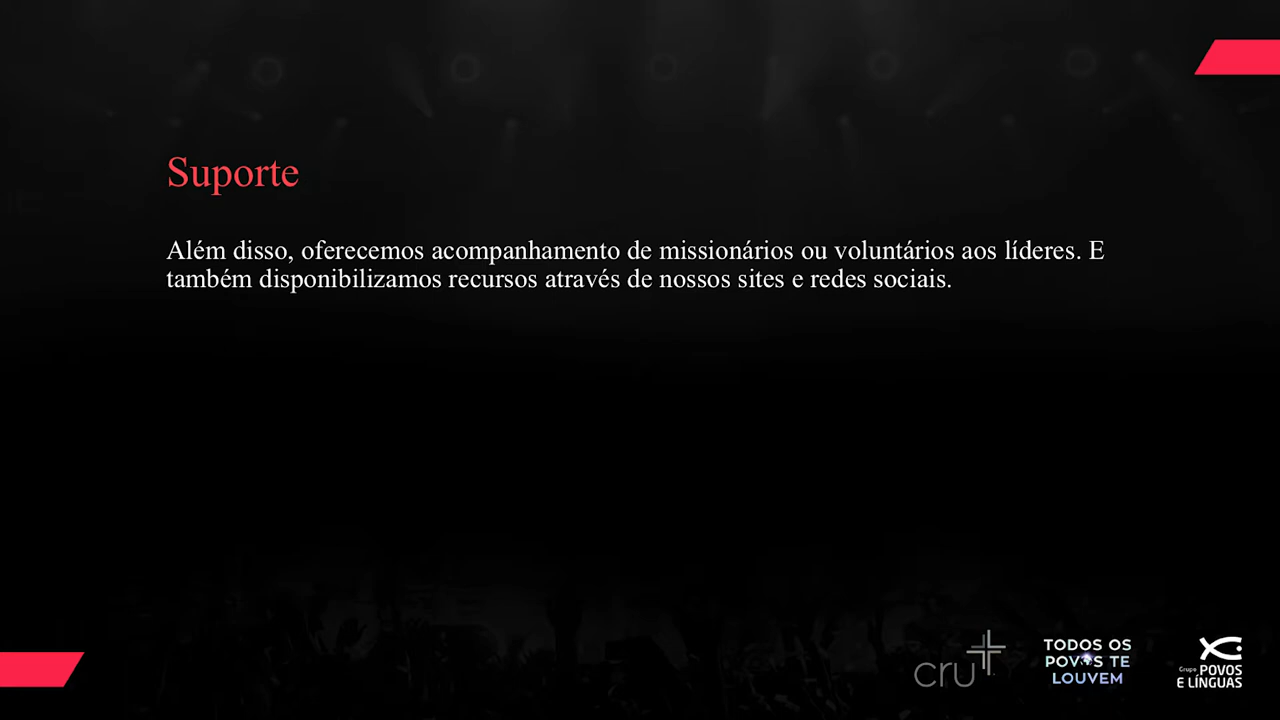 Suporte
Além disso, oferecemos acompanhamento de missionários ou voluntários aos líderes. E
também disponibilizamos recursos através de nossos sites e redes sociais.
cru
TODOS OS
POVOS TE
LOUVEM
Grupo POVOS
E LÍNGUAS